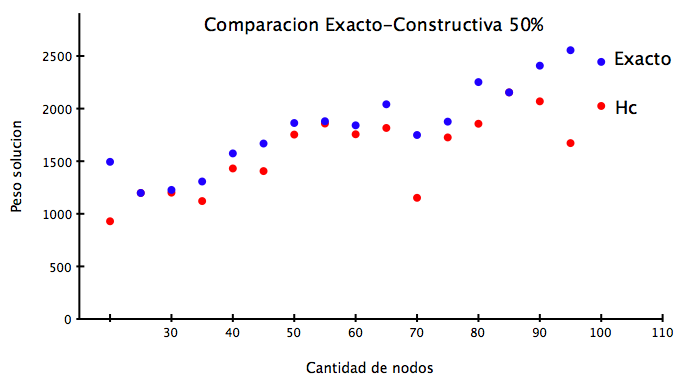 Comparacion Exacto-Constructiva 50%
2500
Exacto
2000
Hc
1500
1000
500
0
30 40 50 60 70 80 90 100 110
Peso solucion
Cantidad de nodos